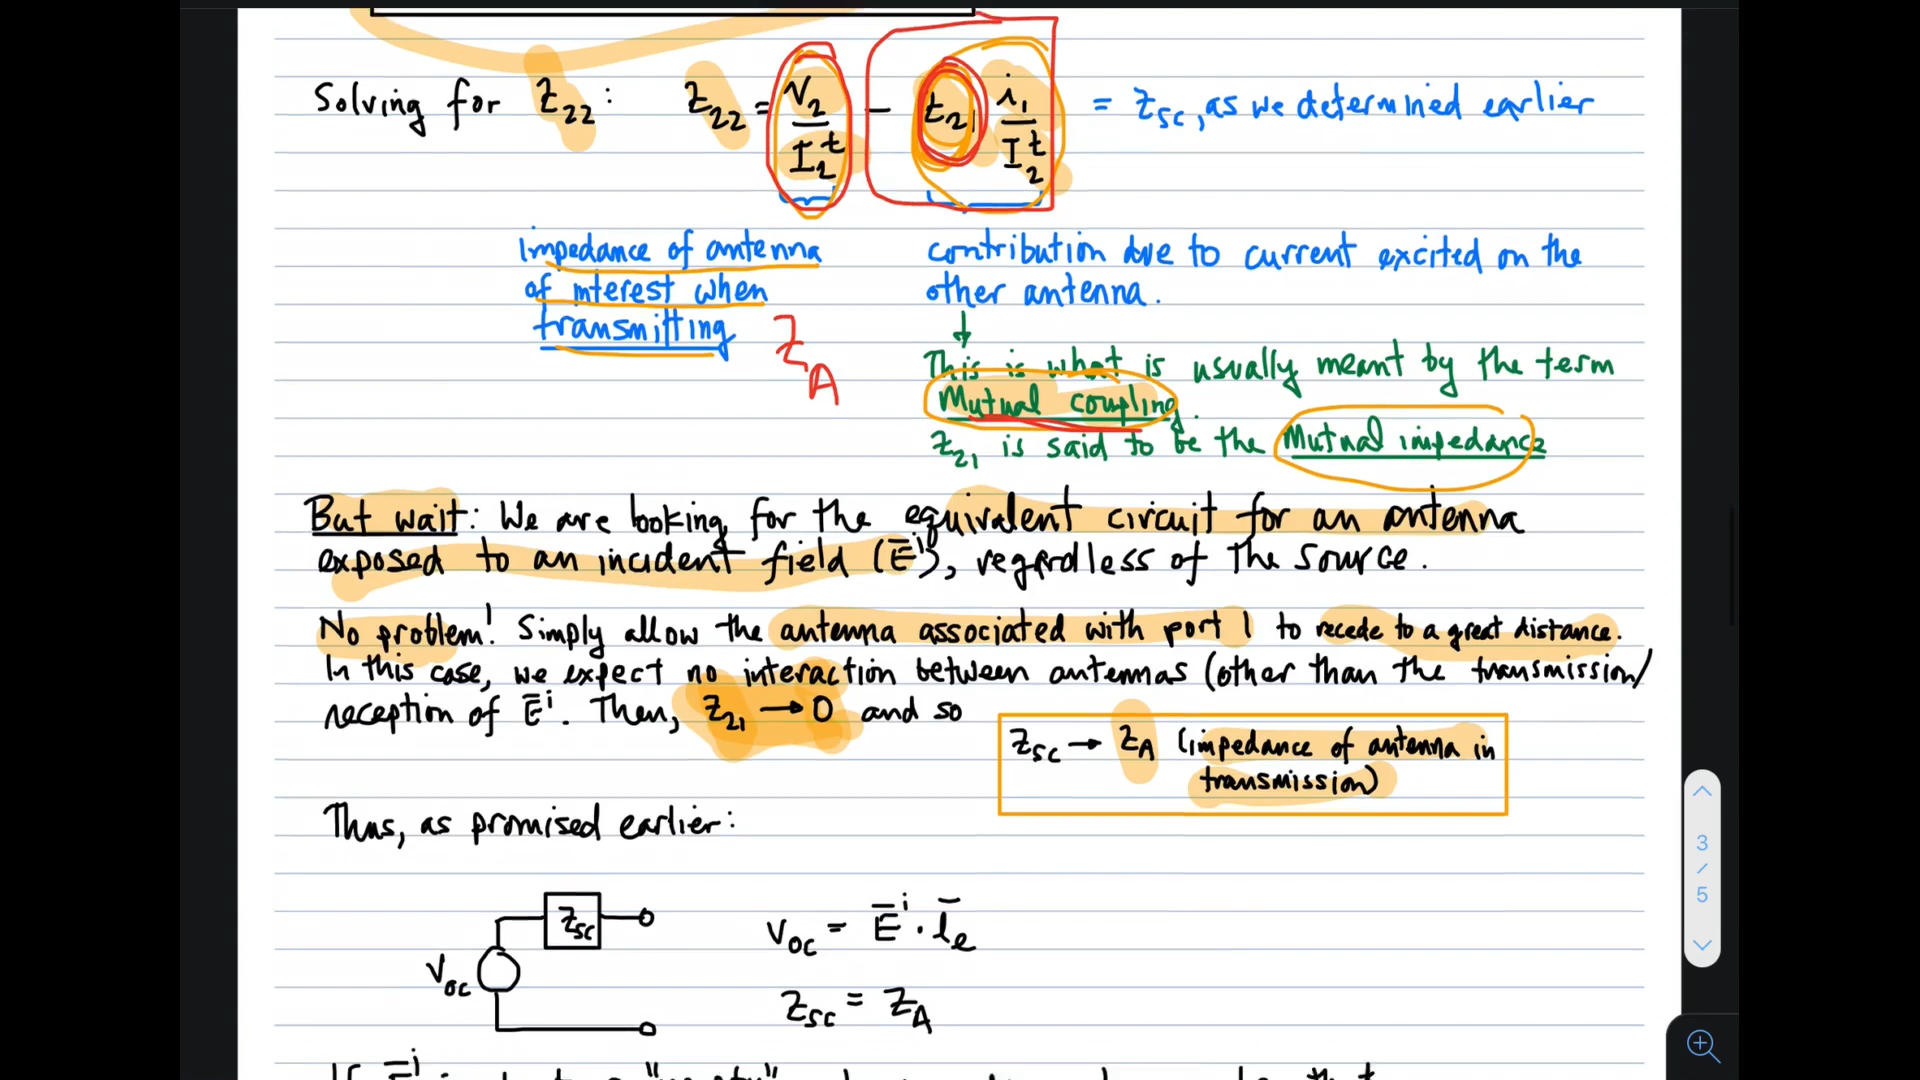 Solving for Z22: Z22 = V2/I2^t − Z21 i1/I2^t = Zsc, as we determined earlier
Impedance of antenna
of interest when
transmitting
ZA
contribution due to current excited on the
other antenna.
↓
This is what is usually meant by the term
Mutual coupling
Z21 is said to be the Mutual impedance
But wait: We are looking for the equivalent circuit for an antenna
exposed to an incident field (E̅^i), regardless of the source.
No problem! Simply allow the antenna associated with port 1 to recede to a great distance.
In this case, we expect no interaction between antennas (other than the transmission/
reception of E̅^i. Then, Z21 → 0 and so
Zsc → ZA (impedance of antenna in
transmission)
Thus, as promised earlier:
Zsc
Voc
Voc = E̅^i · l̅e
Zsc = ZA
3
/
5